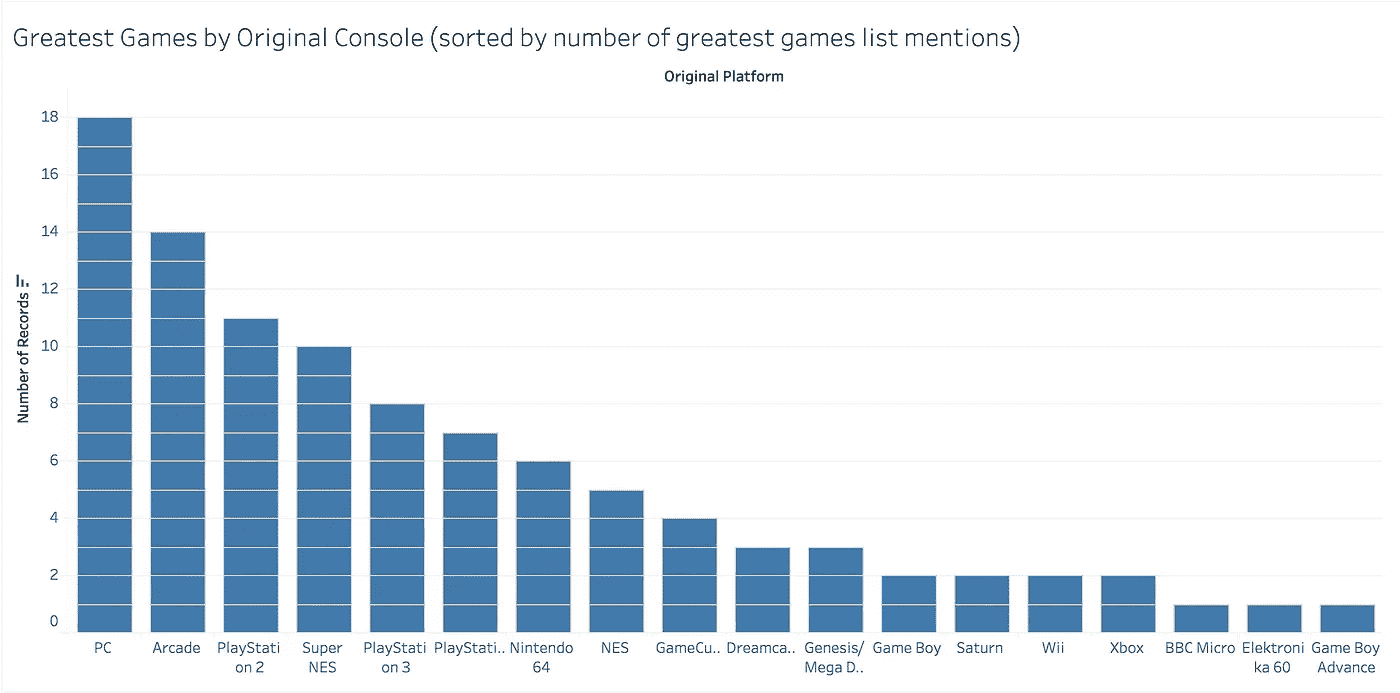 Greatest Games by Original Console (sorted by number of greatest games list mentions)
Original Platform
Number of Records
18
16
14
12
10
8
6
4
2
0
PC
Arcade
PlayStati
on 2
Super
NES
PlayStati
on 3
PlayStati..
Nintendo
64
NES
GameCu..
Dreamca..
Genesis/
Mega D..
Game Boy
Saturn
Wii
Xbox
BBC Micro
Elektroni
ka 60
Game Boy
Advance